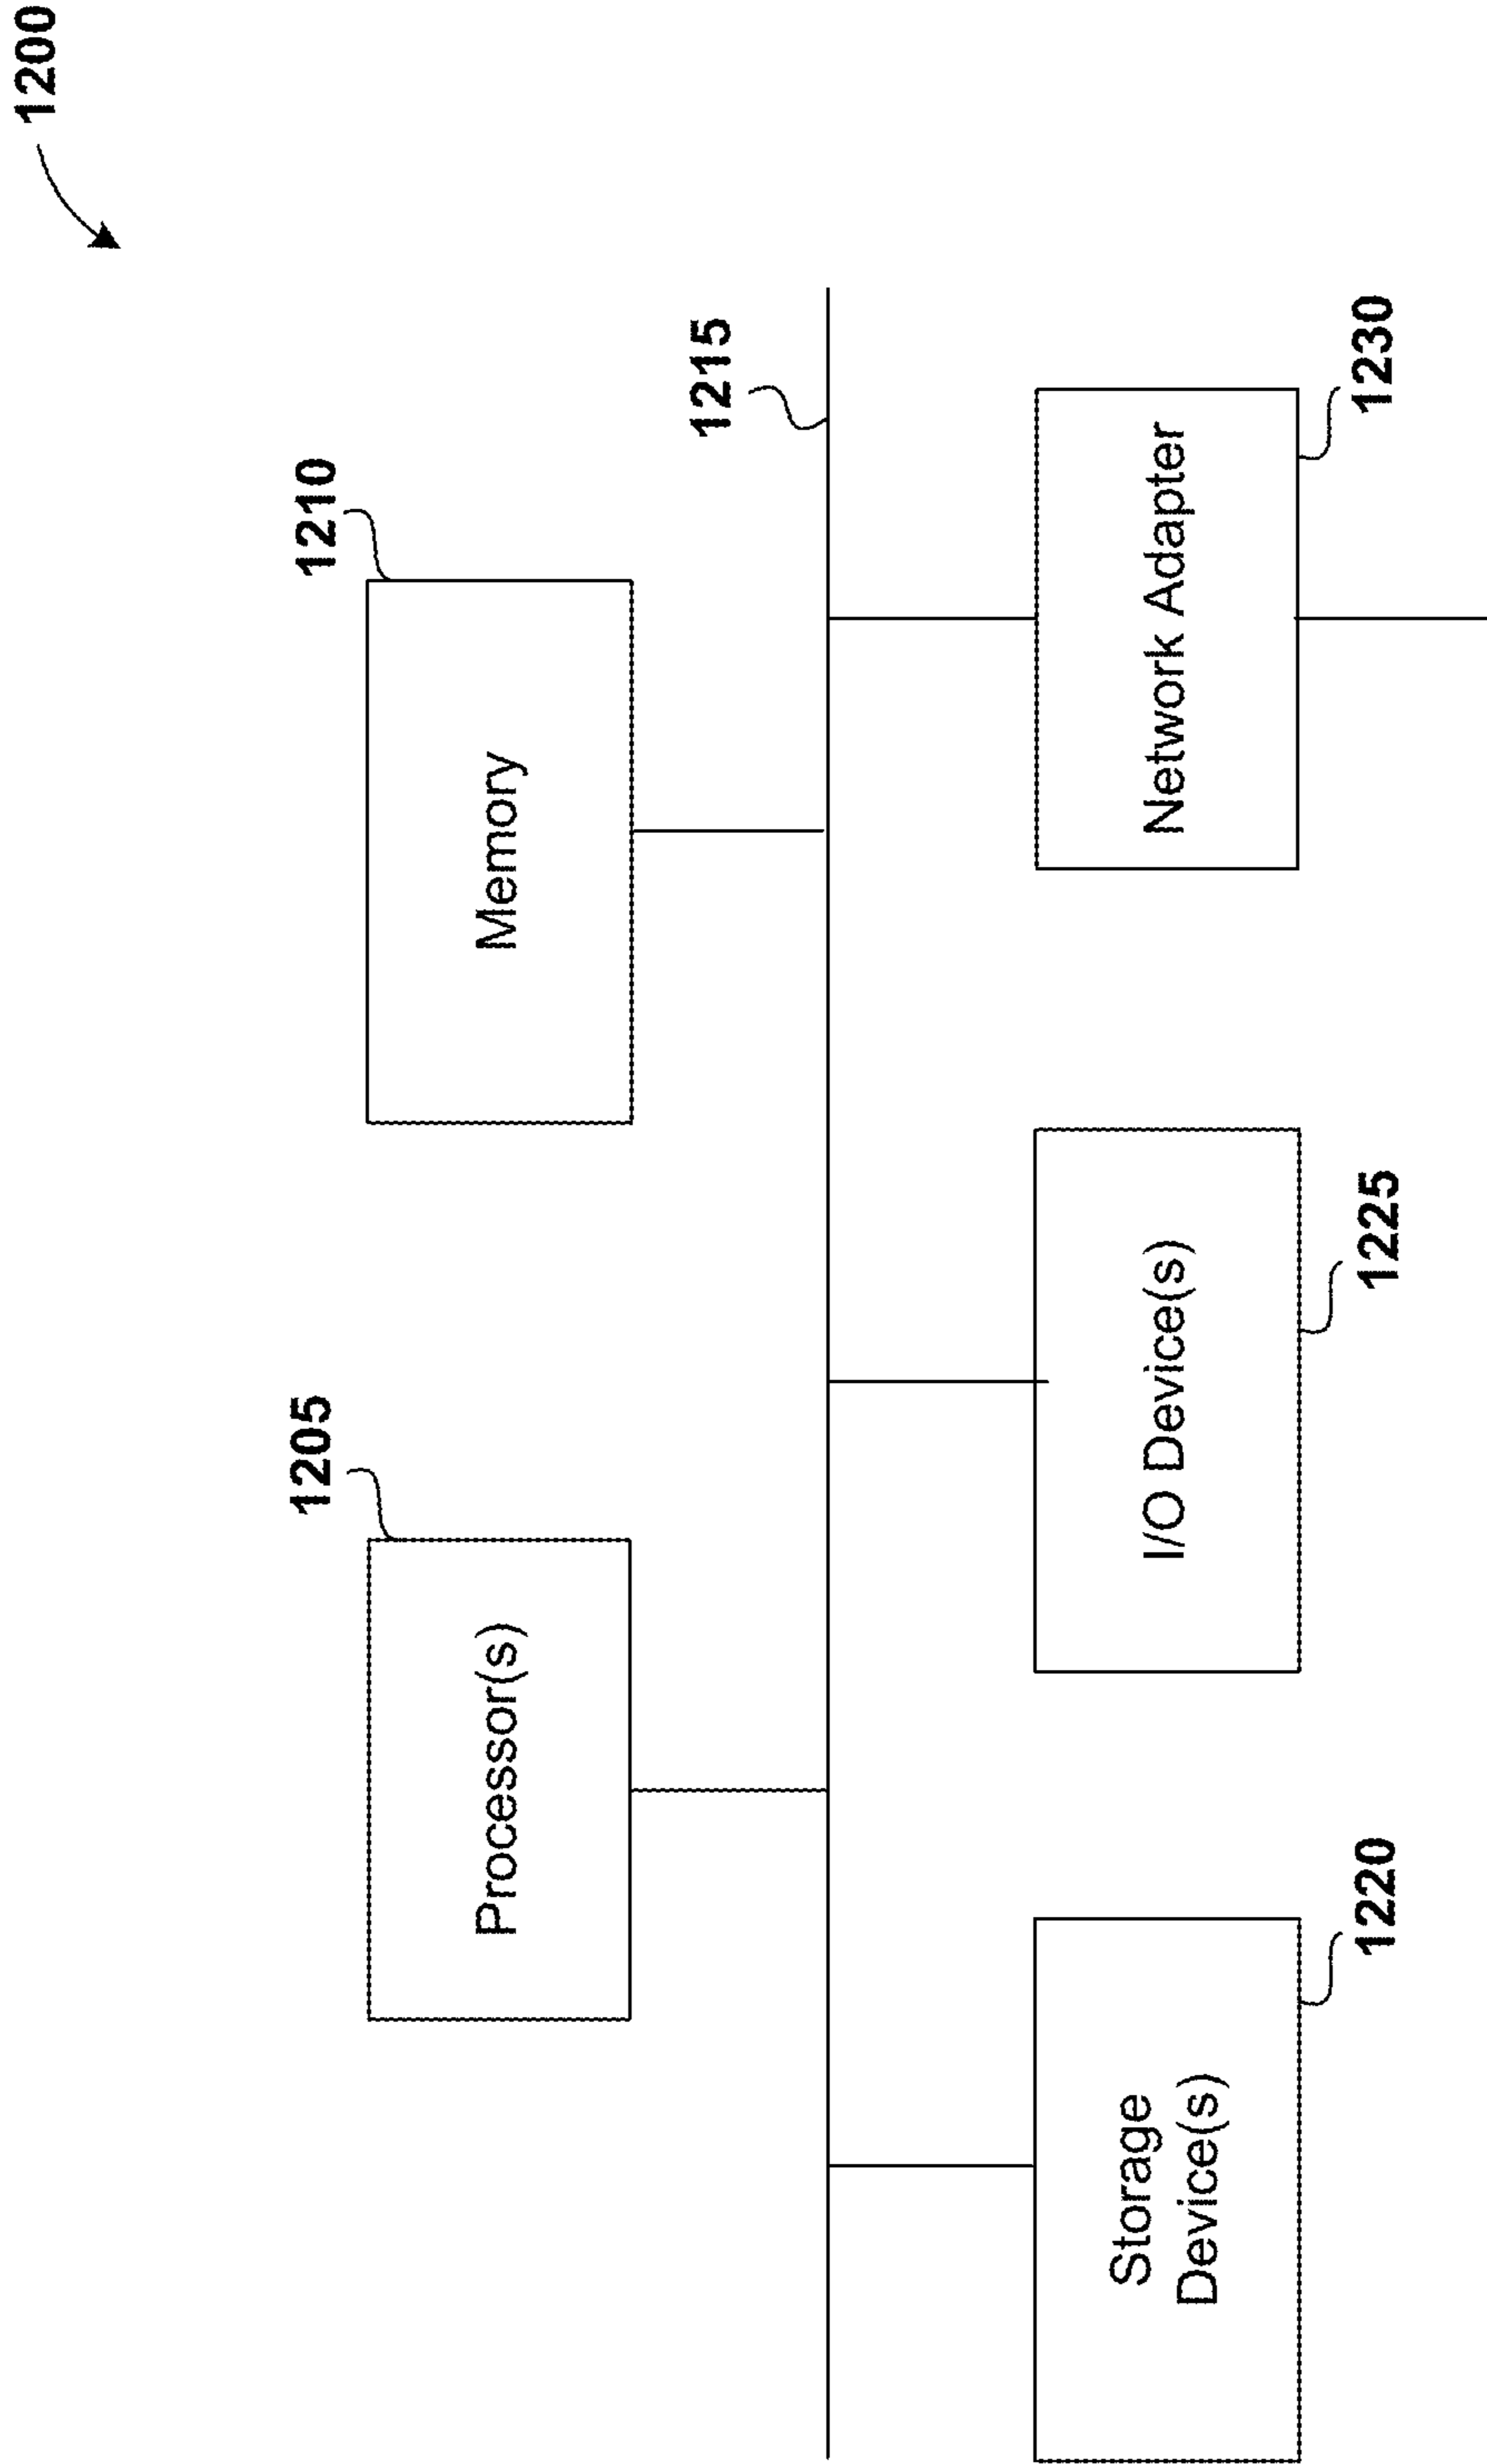 1200
1205
Processor(s)
1210
Memory
1215
Storage
Device(s)
1220
I/O Device(s)
1225
Network Adapter
1230